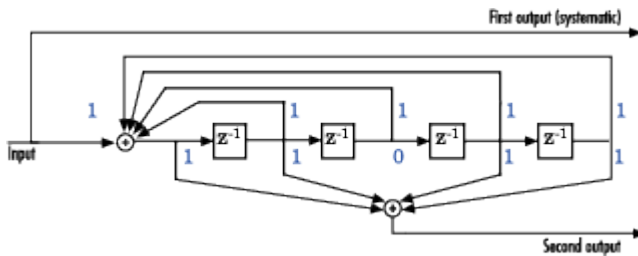 First output (systematic)
1 1 1 1 1
+ z⁻¹ z⁻¹ z⁻¹ z⁻¹
Input
1 1 0 1 1
+
Second output